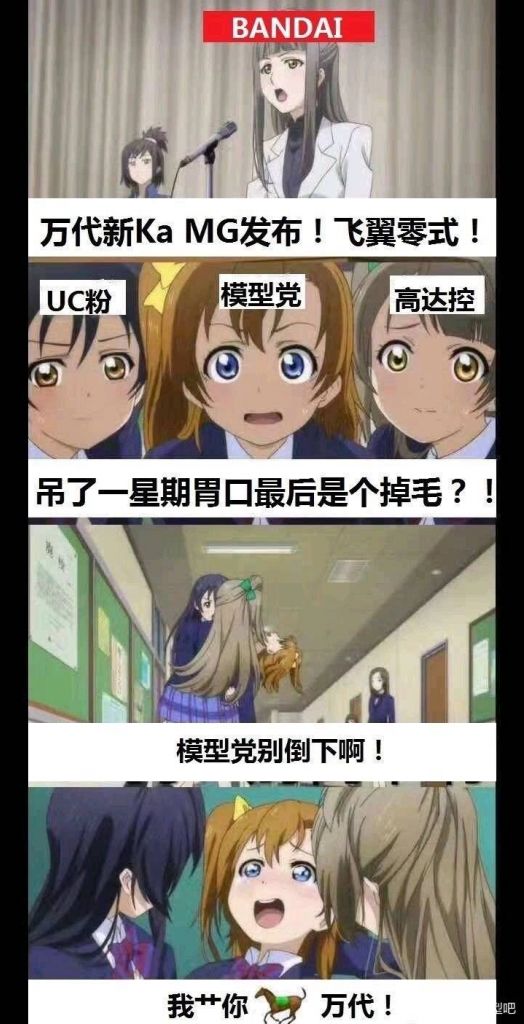 BANDAI
万代新Ka MG发布！飞翼零式！
UC粉
模型党
高达控
吊了一星期胃口最后是个掉毛？！
模型党别倒下啊！
我艹你 万代！
型吧